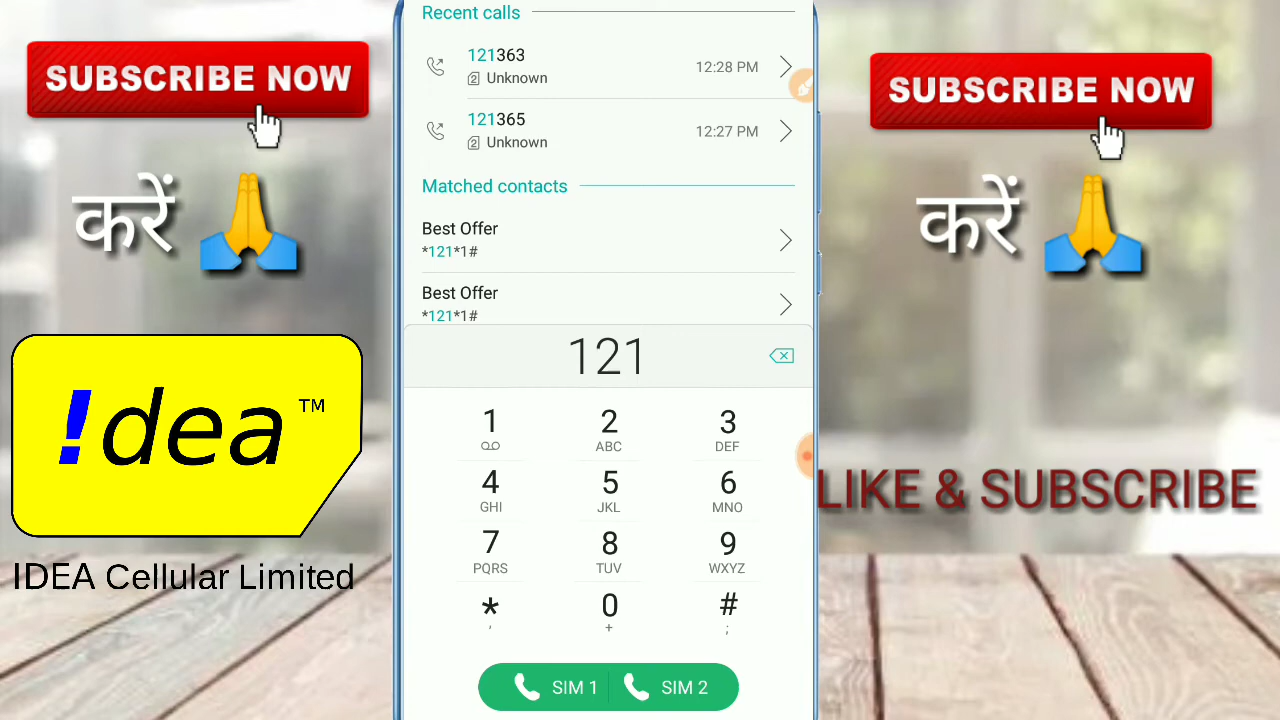 SUBSCRIBE NOW
करें
!dea™
IDEA Cellular Limited
Recent calls
121363
2 Unknown
12:28 PM
121365
2 Unknown
12:27 PM
Matched contacts
Best Offer
*121*1#
Best Offer
*121*1#
121
1 2 3
ABC DEF
4 5 6
GHI JKL MNO
7 8 9
PQRS TUV WXYZ
* 0 #
, + ;
SIM 1 SIM 2
SUBSCRIBE NOW
करें
LIKE & SUBSCRIBE